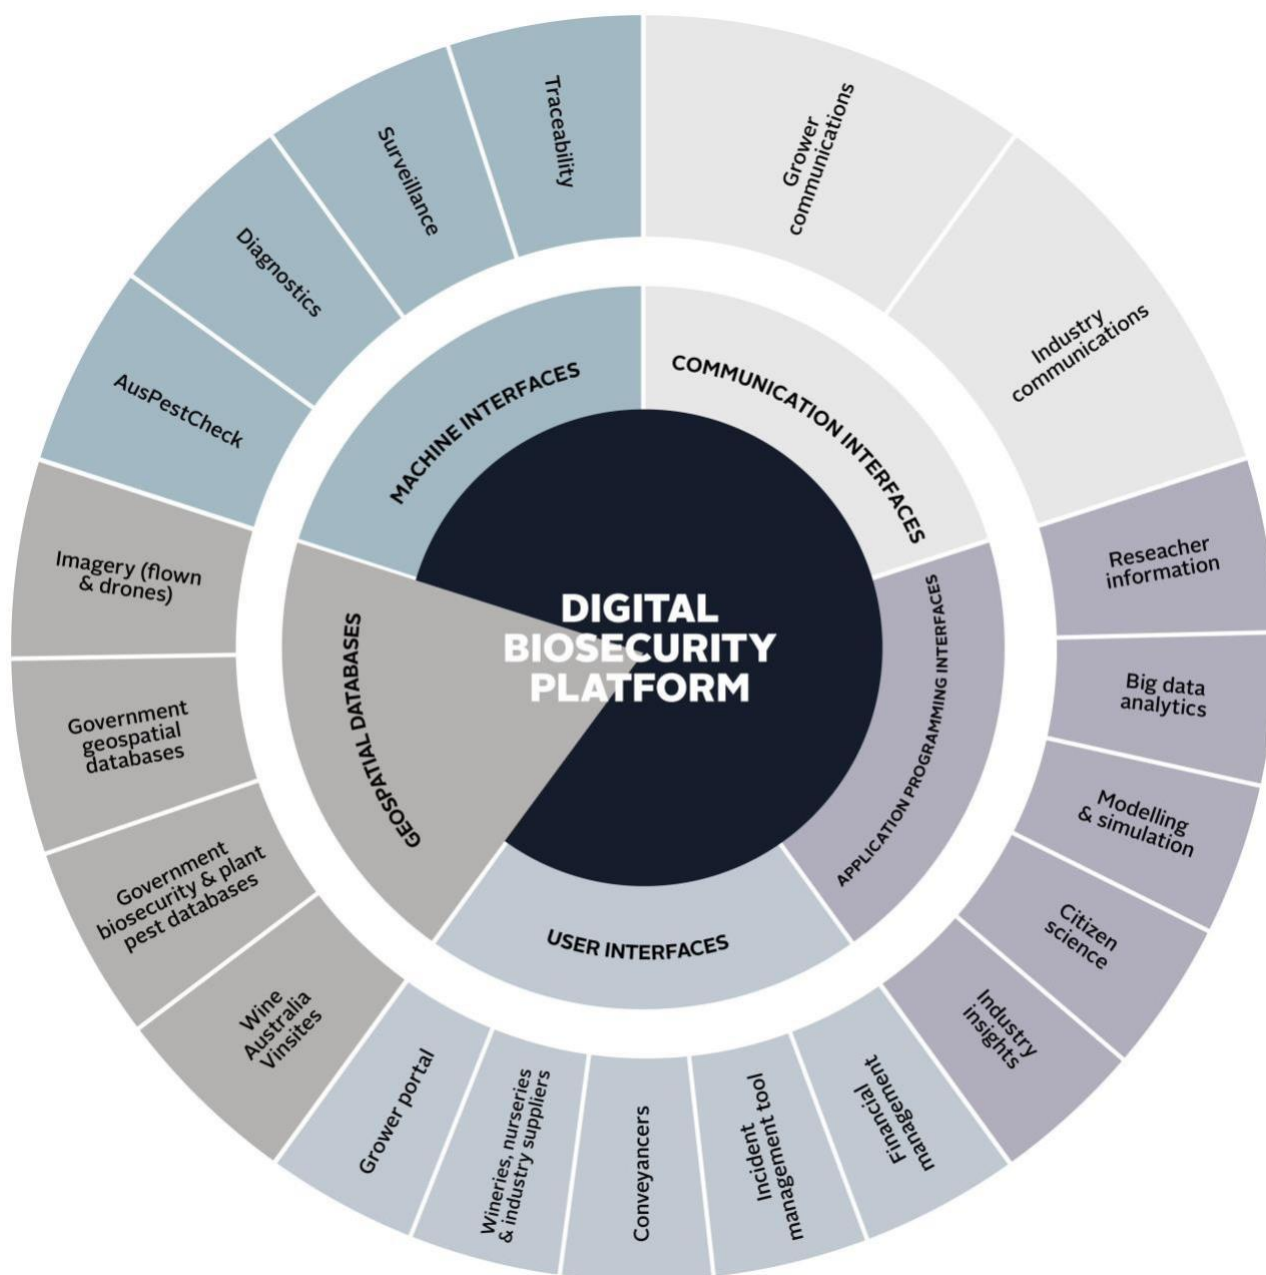 DIGITAL
BIOSECURITY
PLATFORM
COMMUNICATION INTERFACES
Grower
communications
Industry
communications
APPLICATION PROGRAMMING INTERFACES
Reseacher
information
Big data
analytics
Modelling
& simulation
Citizen
science
Industry
insights
USER INTERFACES
Financial
management
Incident
management tool
Conveyancers
Wineries, nurseries
& industry suppliers
Grower portal
GEOSPATIAL DATABASES
Wine
Australia
Vinsites
Government
biosecurity & plant
pest databases
Government
geospatial
databases
Imagery (flown
& drones)
MACHINE INTERFACES
AusPestCheck
Diagnostics
Surveillance
Traceability